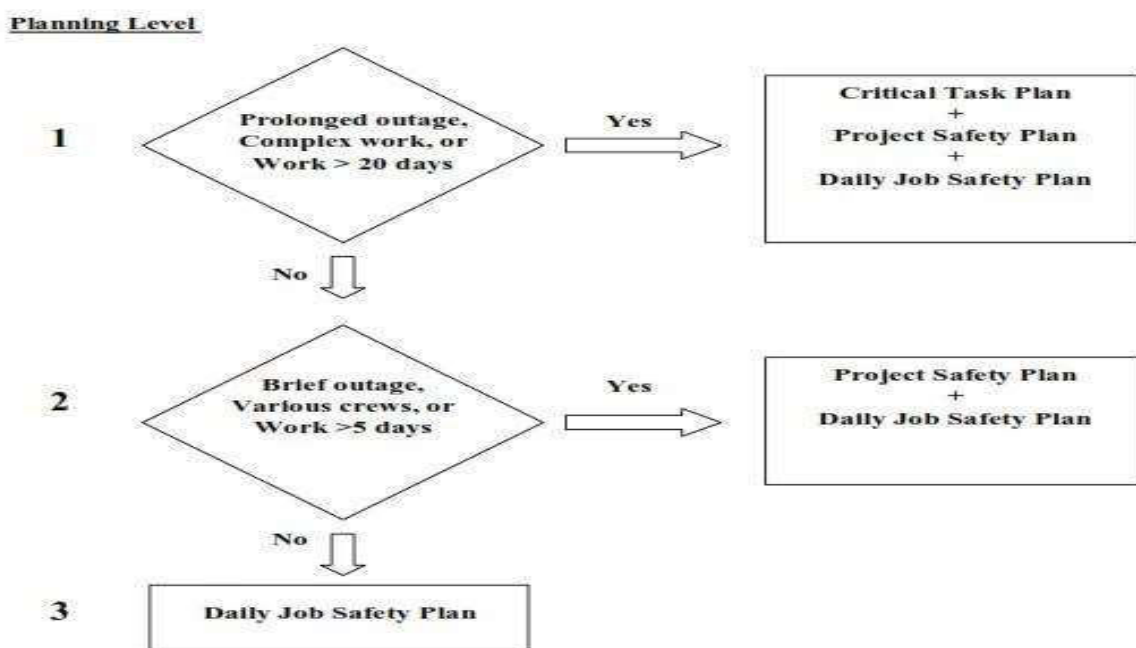 Planning Level
1
Prolonged outage,
Complex work, or
Work > 20 days
Yes
Critical Task Plan
+
Project Safety Plan
+
Daily Job Safety Plan
No
2
Brief outage,
Various crews, or
Work >5 days
Yes
Project Safety Plan
+
Daily Job Safety Plan
No
3
Daily Job Safety Plan